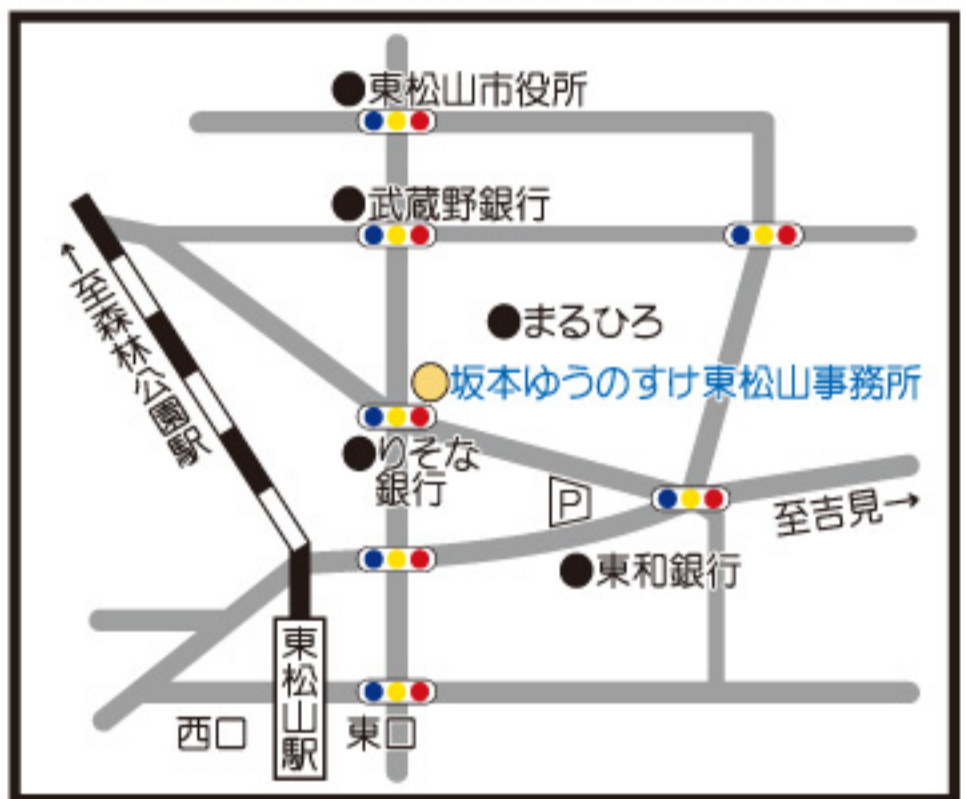 東松山市役所
武蔵野銀行
まるひろ
←至森林公園駅
坂本ゆうのすけ東松山事務所
りそな
銀行
P
至吉見→
東和銀行
東松山駅
西口
東口